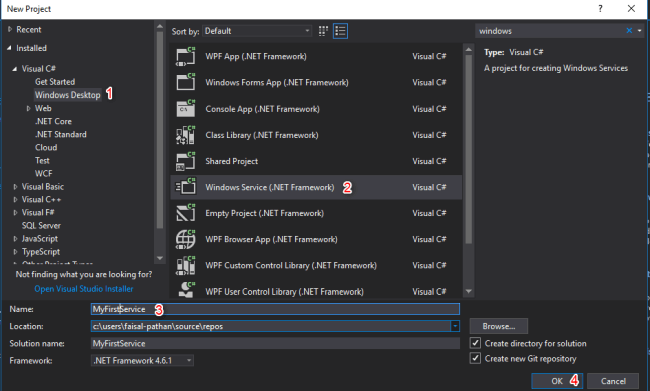 New Project
? ×
Recent
Installed
Visual C#
Get Started
Windows Desktop 1
Web
.NET Core
.NET Standard
Cloud
Test
WCF
Visual Basic
Visual C++
Visual F#
SQL Server
JavaScript
TypeScript
Other Project Types
Not finding what you are looking for?
Open Visual Studio Installer
Sort by: Default
WPF App (.NET Framework) Visual C#
Windows Forms App (.NET Framework) Visual C#
Console App (.NET Framework) Visual C#
Class Library (.NET Framework) Visual C#
Shared Project Visual C#
Windows Service (.NET Framework) 2 Visual C#
Empty Project (.NET Framework) Visual C#
WPF Browser App (.NET Framework) Visual C#
WPF Custom Control Library (.NET Framework) Visual C#
WPF User Control Library (.NET Framework) Visual C#
windows
Type: Visual C#
A project for creating Windows Services
Name: MyFirstService 3
Location: c:\users\faisal-pathan\source\repos
Browse...
Solution name: MyFirstService
Create directory for solution
Framework: .NET Framework 4.6.1
Create new Git repository
OK 4 Cancel